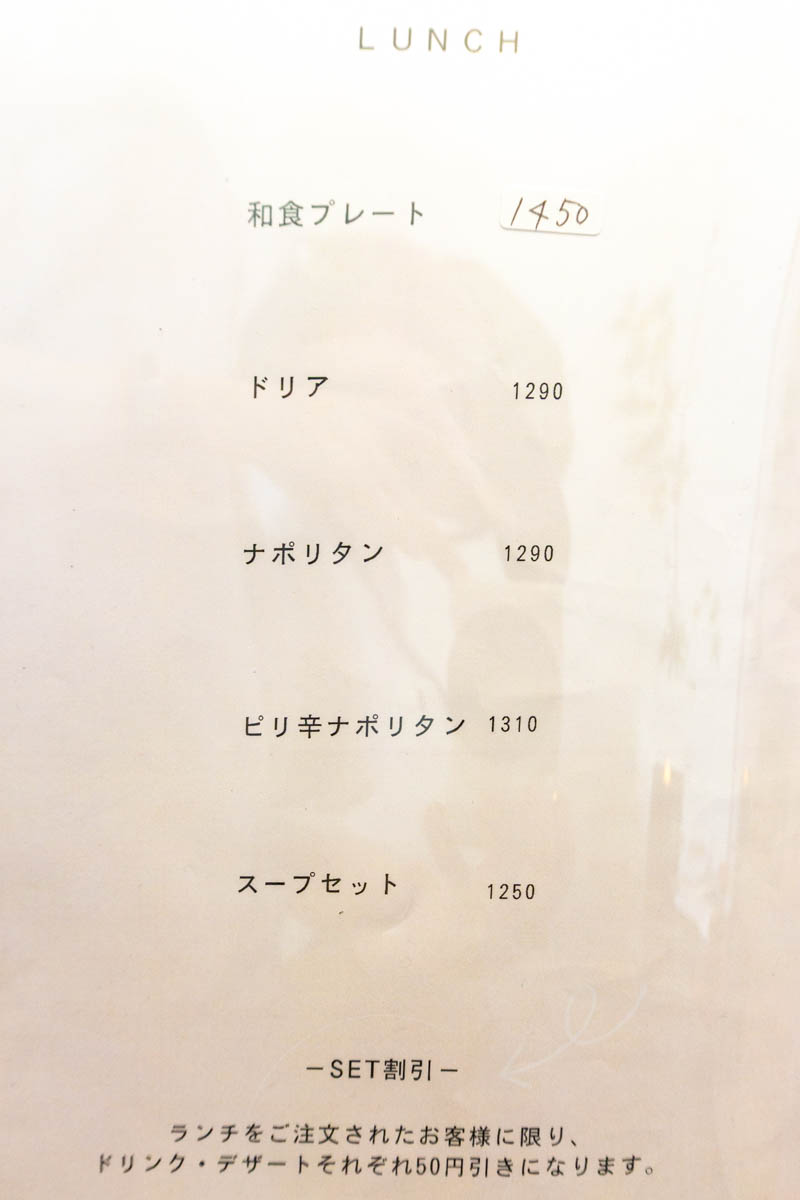 LUNCH
和食プレート 1450
ドリア 1290
ナポリタン 1290
ピリ辛ナポリタン 1310
スープセット 1250
－SET割引－
ランチをご注文されたお客様に限り、
ドリンク・デザートそれぞれ50円引きになります。